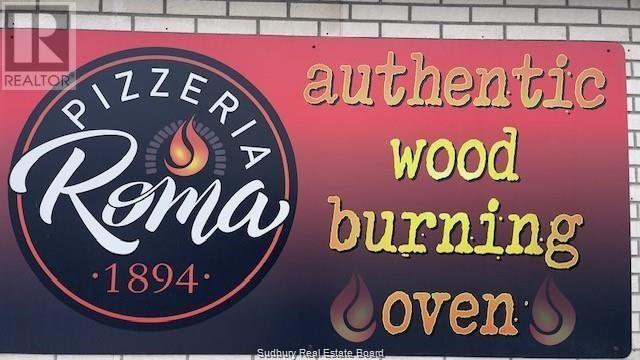 R
REALTOR
PIZZERIA
Roma
·1894·
authentic
wood
burning
oven
Sudbury Real Estate Board